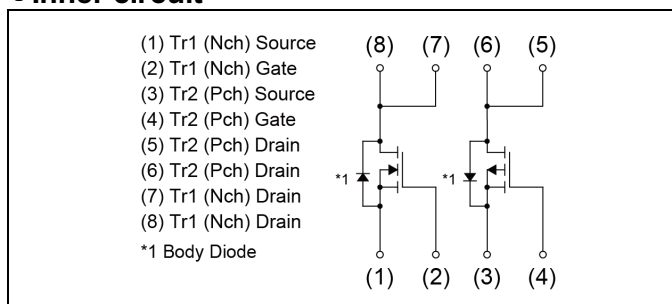 (1) Tr1 (Nch) Source
(2) Tr1 (Nch) Gate
(3) Tr2 (Pch) Source
(4) Tr2 (Pch) Gate
(5) Tr2 (Pch) Drain
(6) Tr2 (Pch) Drain
(7) Tr1 (Nch) Drain
(8) Tr1 (Nch) Drain
*1 Body Diode
(8) (7) (6) (5)
*1 *1
(1) (2) (3) (4)